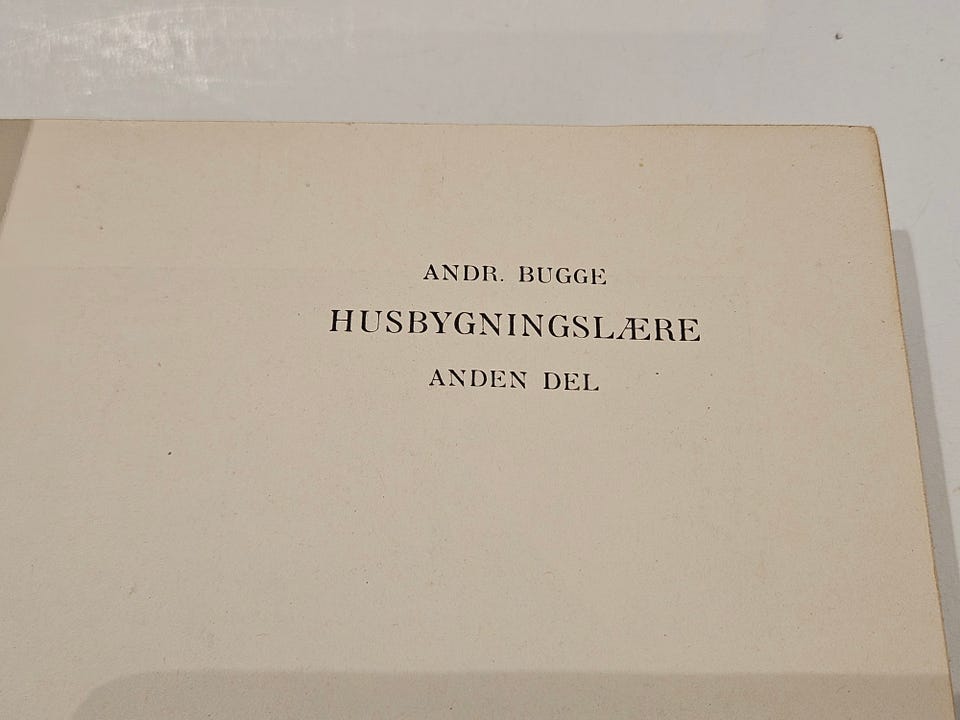 ANDR. BUGGE
HUSBYGNINGSLÆRE
ANDEN DEL